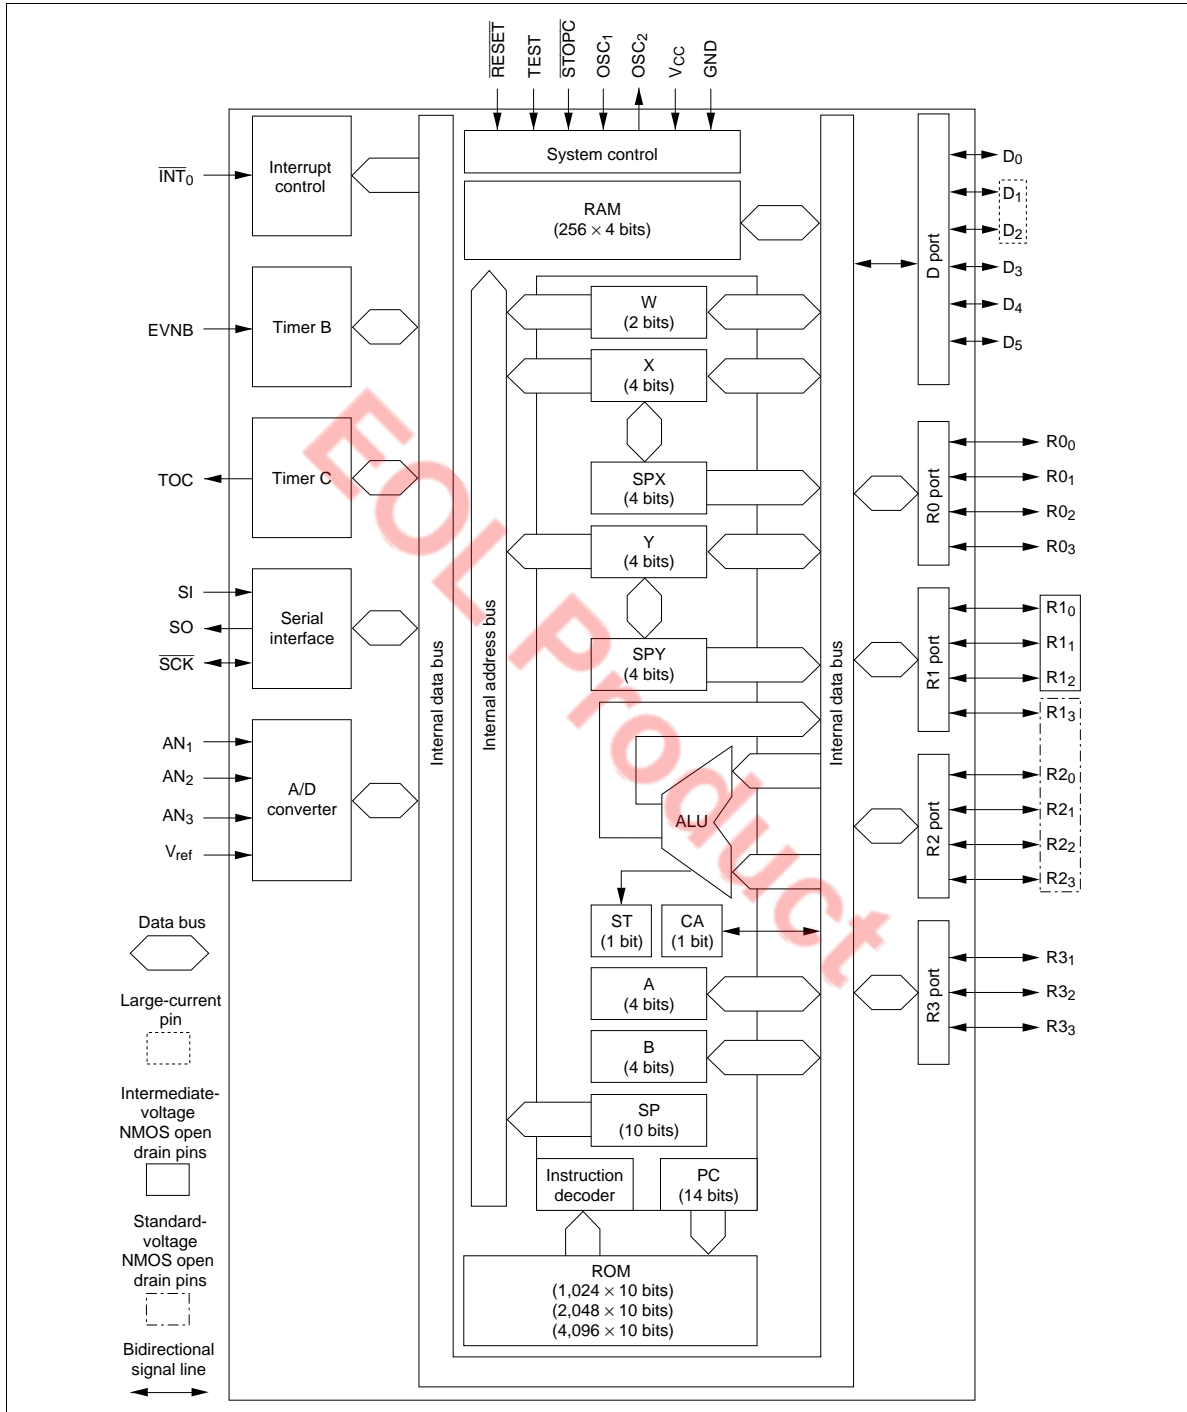 RESET
TEST
STOPC
OSC1
OSC2
VCC
GND
INT0
EVNB
TOC
SI
SO
SCK
AN1
AN2
AN3
Vref
Interrupt
control
Timer B
Timer C
Serial
interface
A/D
converter
Internal data bus
Internal address bus
System control
RAM
(256 × 4 bits)
W
(2 bits)
X
(4 bits)
SPX
(4 bits)
Y
(4 bits)
SPY
(4 bits)
ALU
ST
(1 bit)
CA
(1 bit)
A
(4 bits)
B
(4 bits)
SP
(10 bits)
Instruction
decoder
PC
(14 bits)
ROM
(1,024 × 10 bits)
(2,048 × 10 bits)
(4,096 × 10 bits)
Internal data bus
D port
D0
D1
D2
D3
D4
D5
R0 port
R00
R01
R02
R03
R1 port
R10
R11
R12
R13
R2 port
R20
R21
R22
R23
R3 port
R31
R32
R33
Data bus
Large-current
pin
Intermediate-
voltage
NMOS open
drain pins
Standard-
voltage
NMOS open
drain pins
Bidirectional
signal line
EOL Product